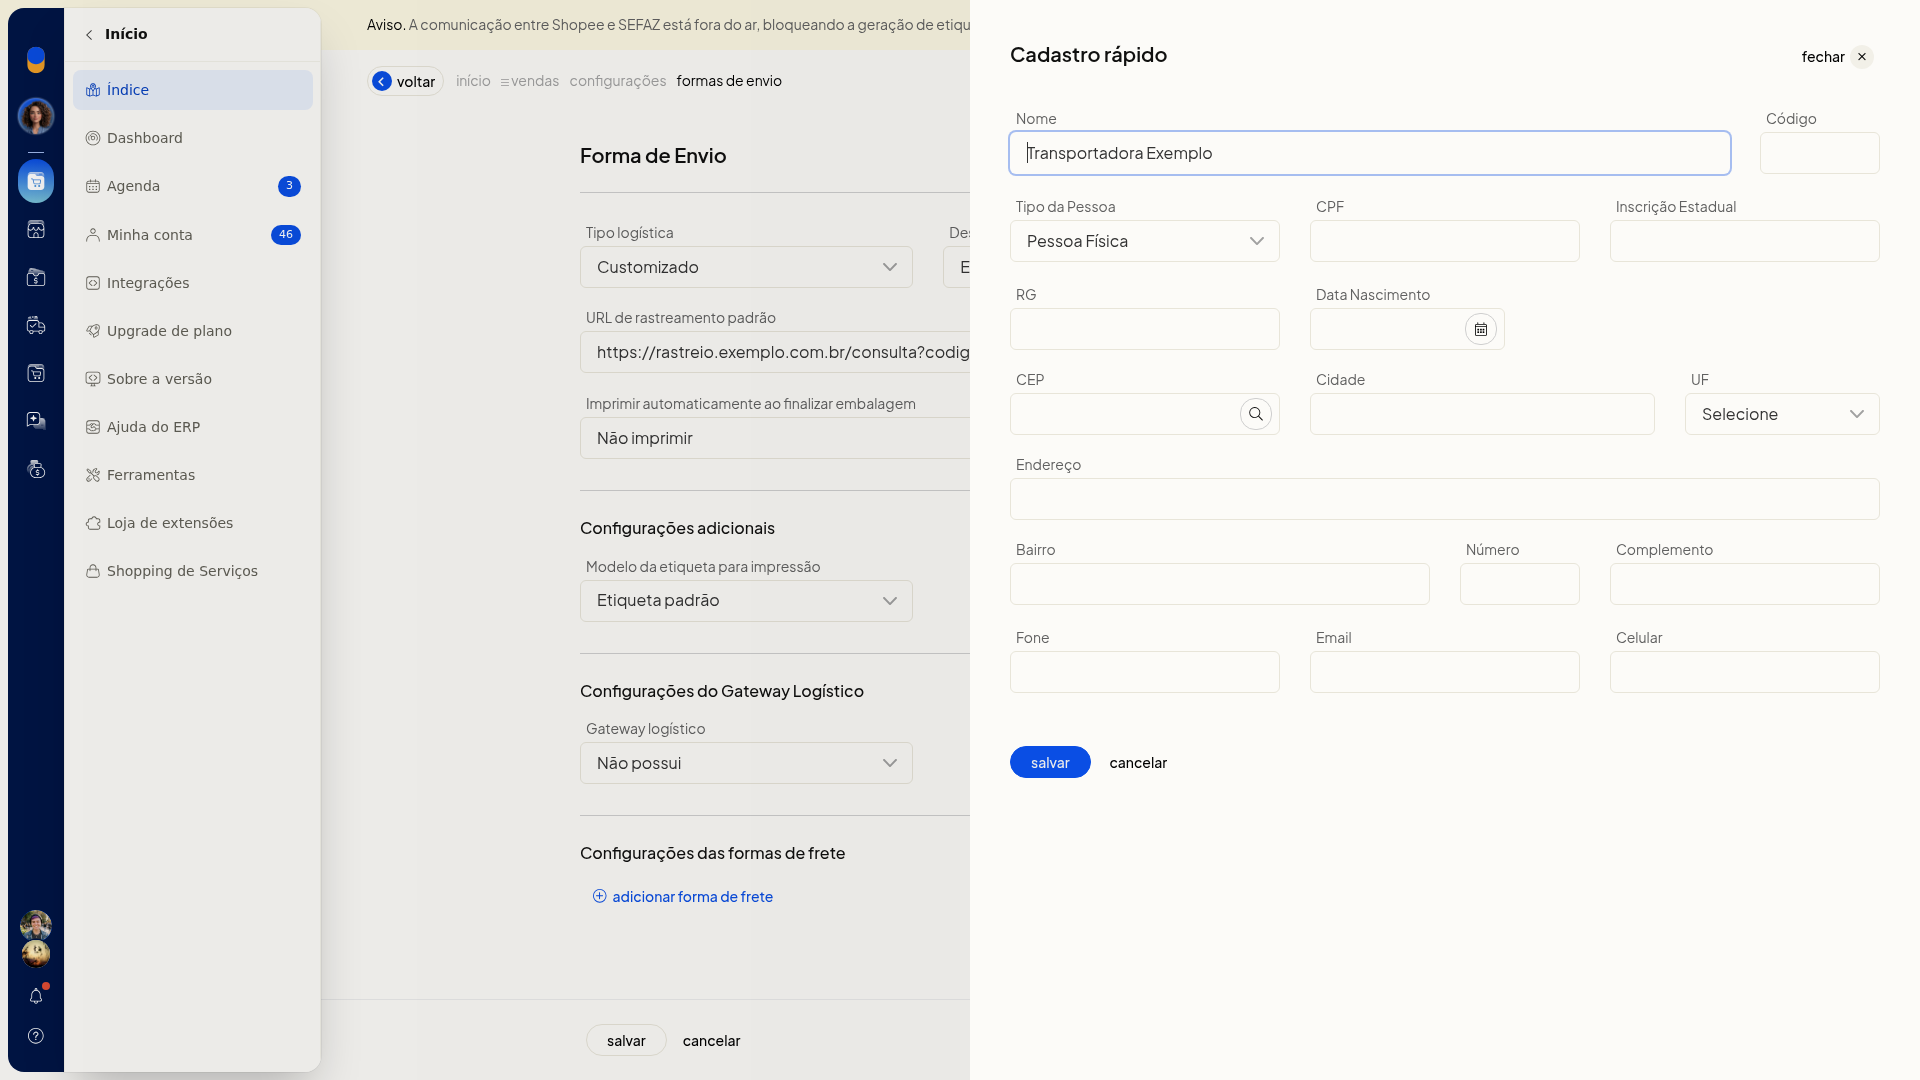 Início
Índice
Dashboard
Agenda
3
Minha conta
46
Integrações
Upgrade de plano
Sobre a versão
Ajuda do ERP
Ferramentas
Loja de extensões
Shopping de Serviços
Aviso. A comunicação entre Shopee e SEFAZ está fora do ar, bloqueando a geração de etiqu
voltar início vendas configurações formas de envio
Forma de Envio
Tipo logística
Customizado
Des
E
URL de rastreamento padrão
https://rastreio.exemplo.com.br/consulta?codig
Imprimir automaticamente ao finalizar embalagem
Não imprimir
Configurações adicionais
Modelo da etiqueta para impressão
Etiqueta padrão
Configurações do Gateway Logístico
Gateway logístico
Não possui
Configurações das formas de frete
adicionar forma de frete
salvar cancelar
Cadastro rápido
fechar
Nome
Transportadora Exemplo
Código
Tipo da Pessoa
Pessoa Física
CPF
Inscrição Estadual
RG
Data Nascimento
CEP
Cidade
UF
Selecione
Endereço
Bairro
Número
Complemento
Fone
Email
Celular
salvar cancelar